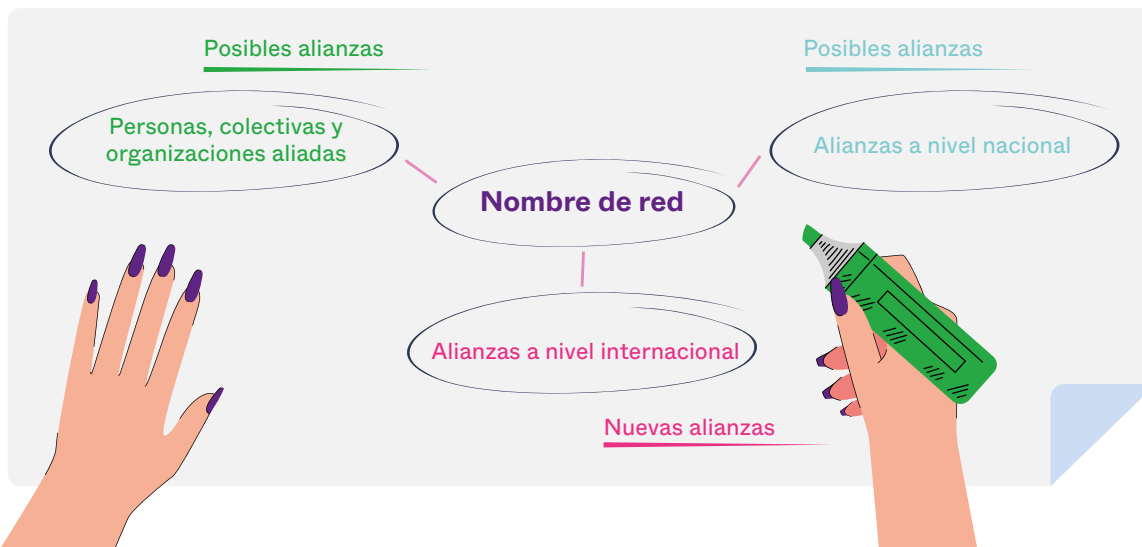 Posibles alianzas
Posibles alianzas
Personas, colectivas y
organizaciones aliadas
Alianzas a nivel nacional
Nombre de red
Alianzas a nivel internacional
Nuevas alianzas